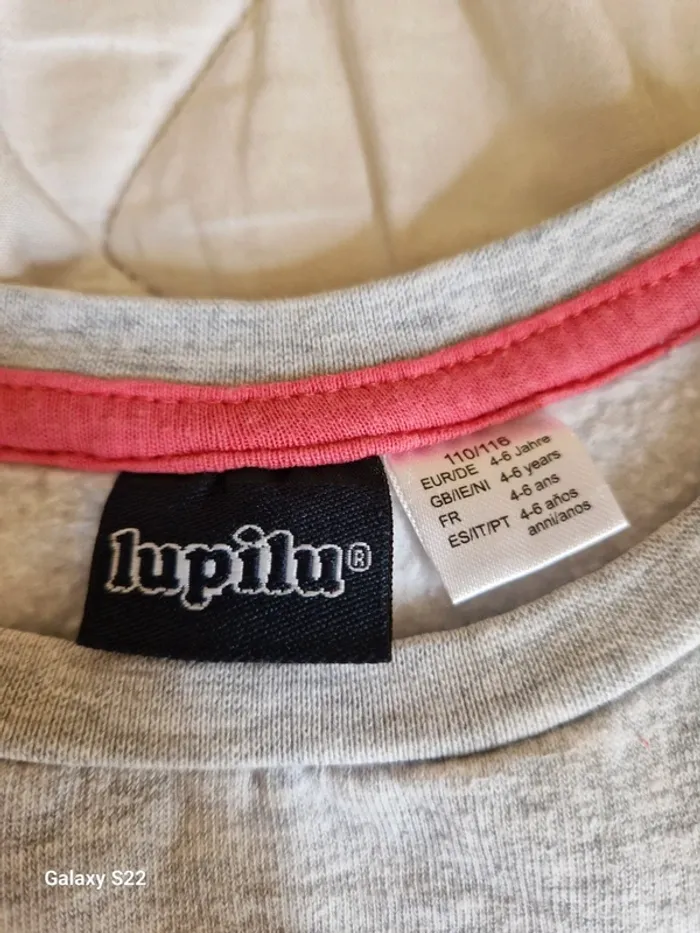 lupilu®
110/116
EUR/DE 4-6 Jahre
GB/IE/NI 4-6 years
FR 4-6 ans
ES/IT/PT 4-6 años
anni/anos
Galaxy S22